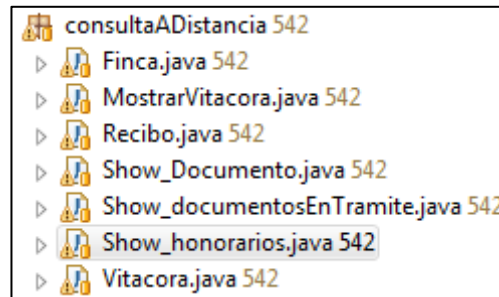 consultaADistancia 542
Finca.java 542
MostrarVitacora.java 542
Recibo.java 542
Show_Documento.java 542
Show_documentosEnTramite.java 542
Show_honorarios.java 542
Vitacora.java 542